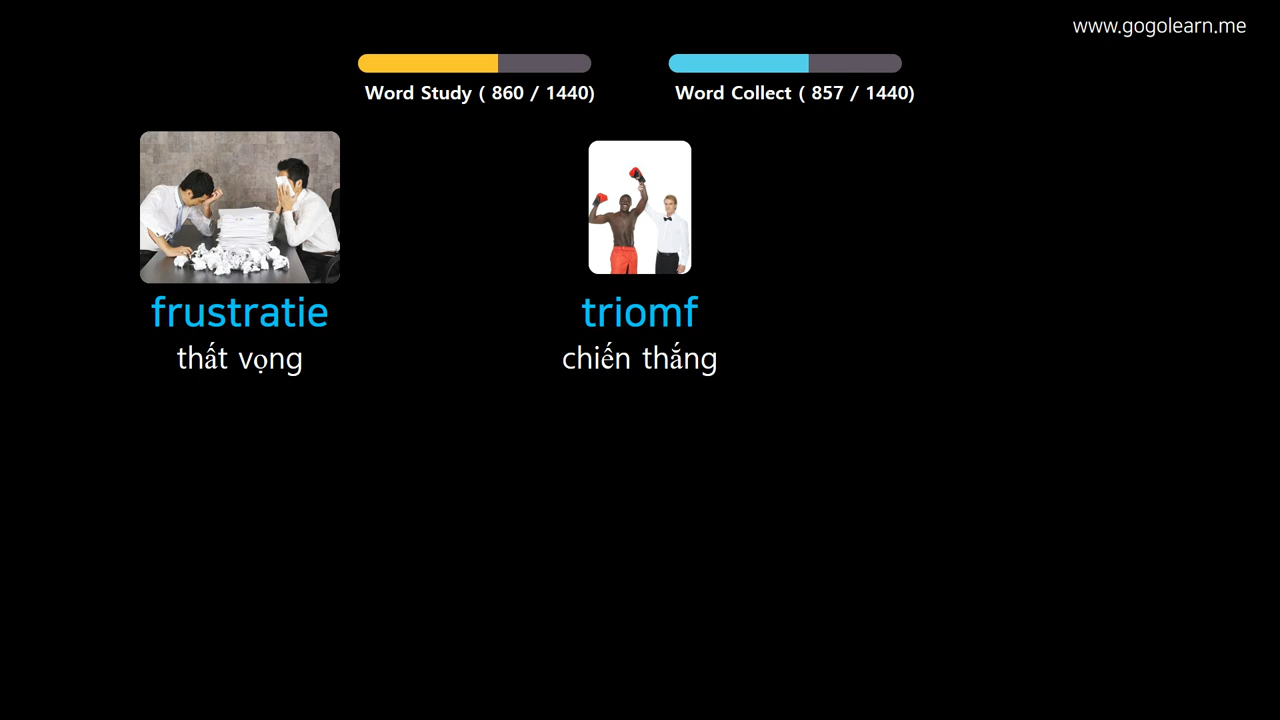 www.gogolearn.me
Word Study ( 860 / 1440)
Word Collect ( 857 / 1440)
frustratie
thất vọng
triomf
chiến thắng